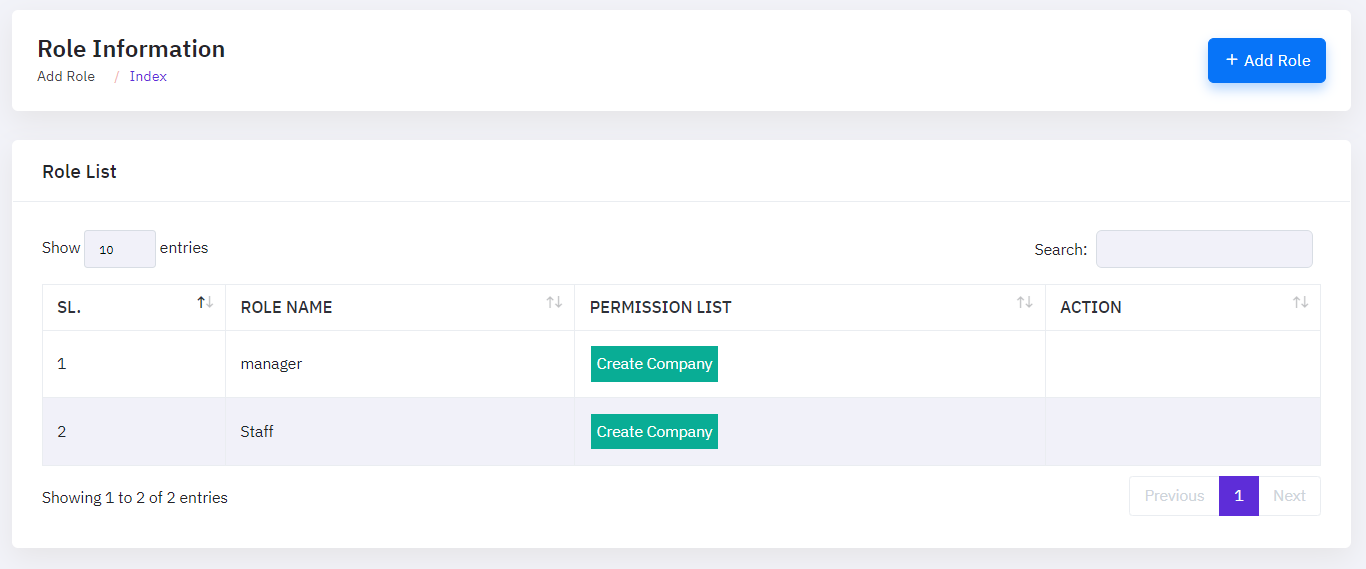 Role Information
Add Role / Index
+ Add Role
Role List
Show 10 entries
Search:
SL. ROLE NAME PERMISSION LIST ACTION
1 manager Create Company
2 Staff Create Company
Showing 1 to 2 of 2 entries
Previous 1 Next